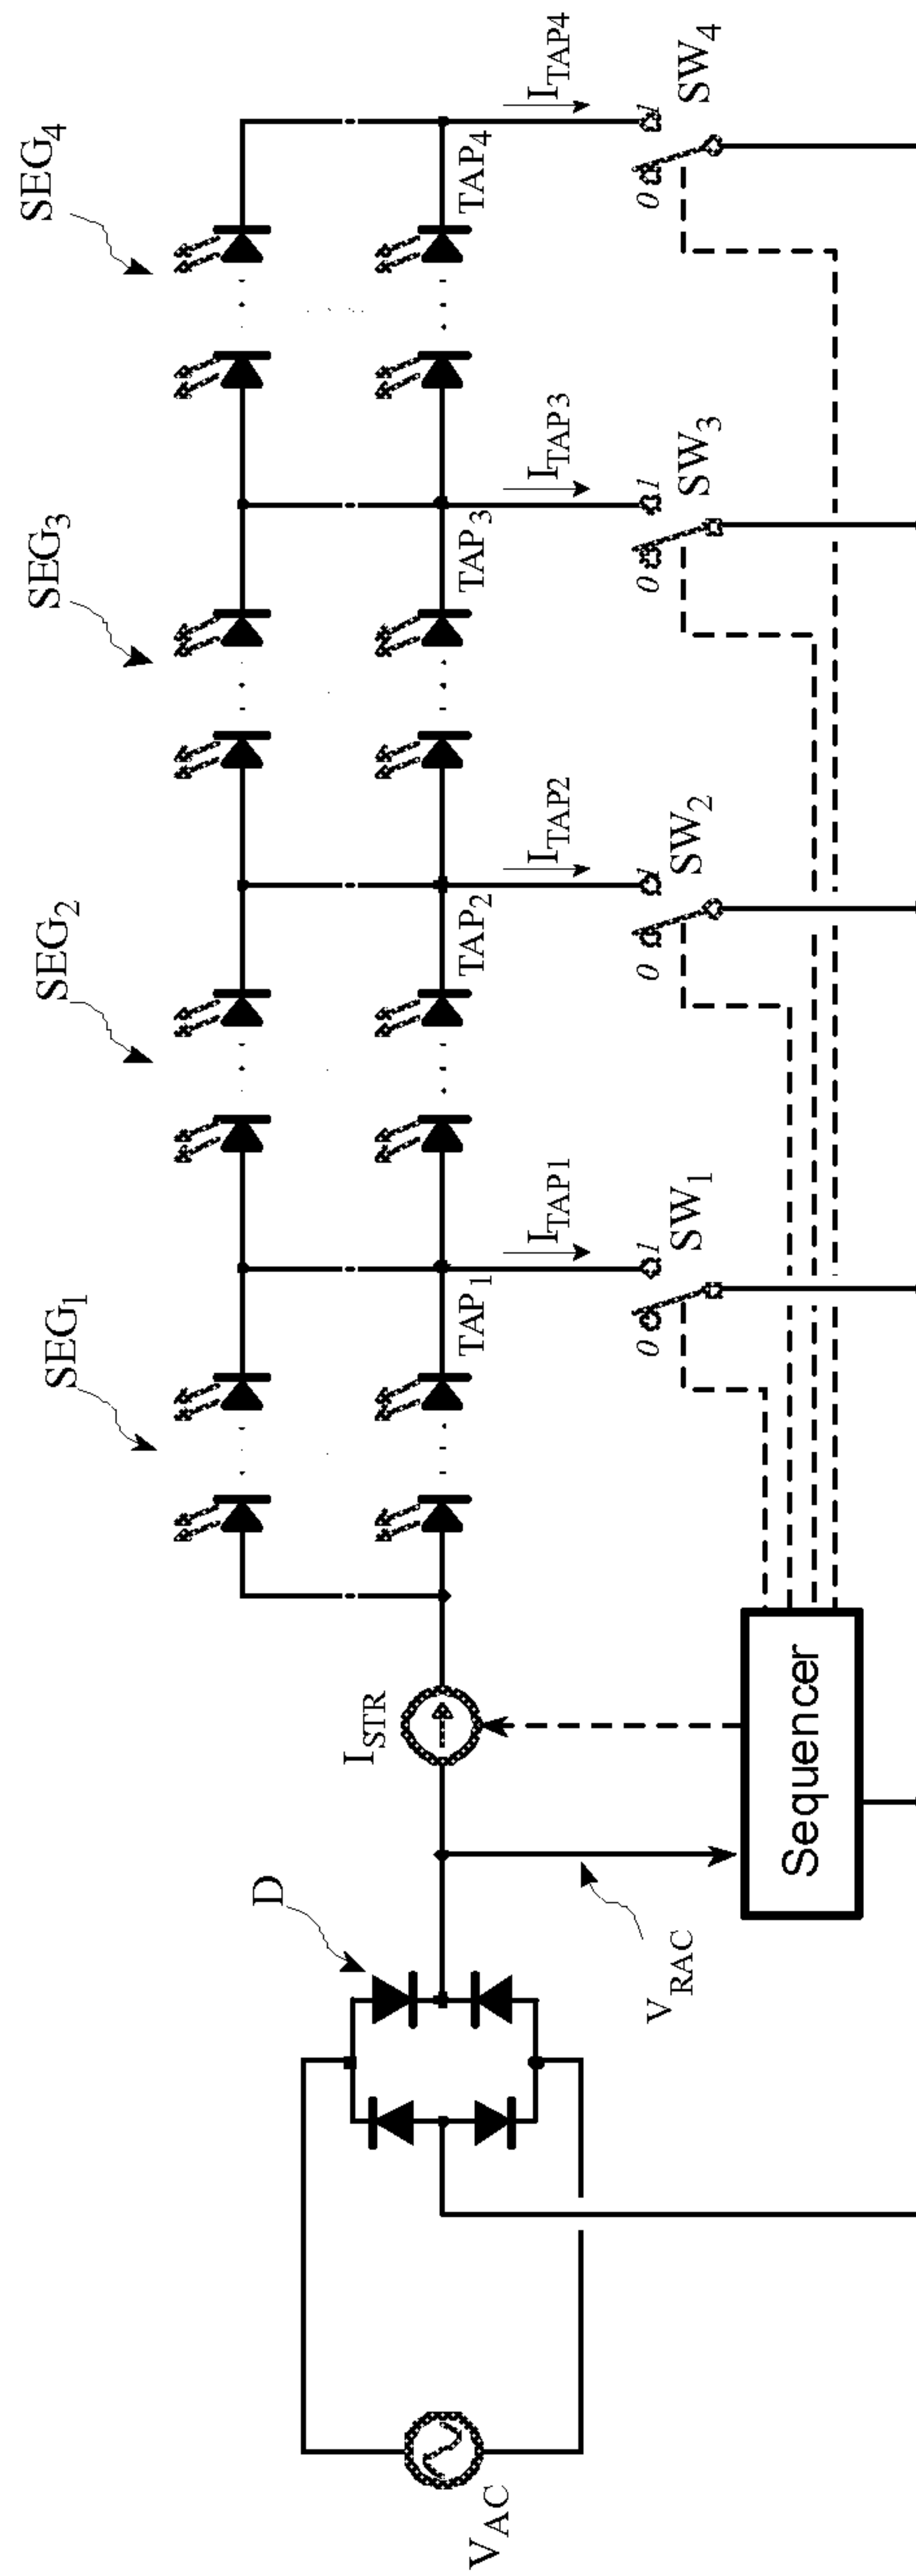 SEG1
SEG2
SEG3
SEG4
D
ISTR
VAC
VRAC
TAP1
TAP2
TAP3
TAP4
ITAP1
ITAP2
ITAP3
ITAP4
0 1
SW1
0 1
SW2
0 1
SW3
0 1
SW4
Sequencer